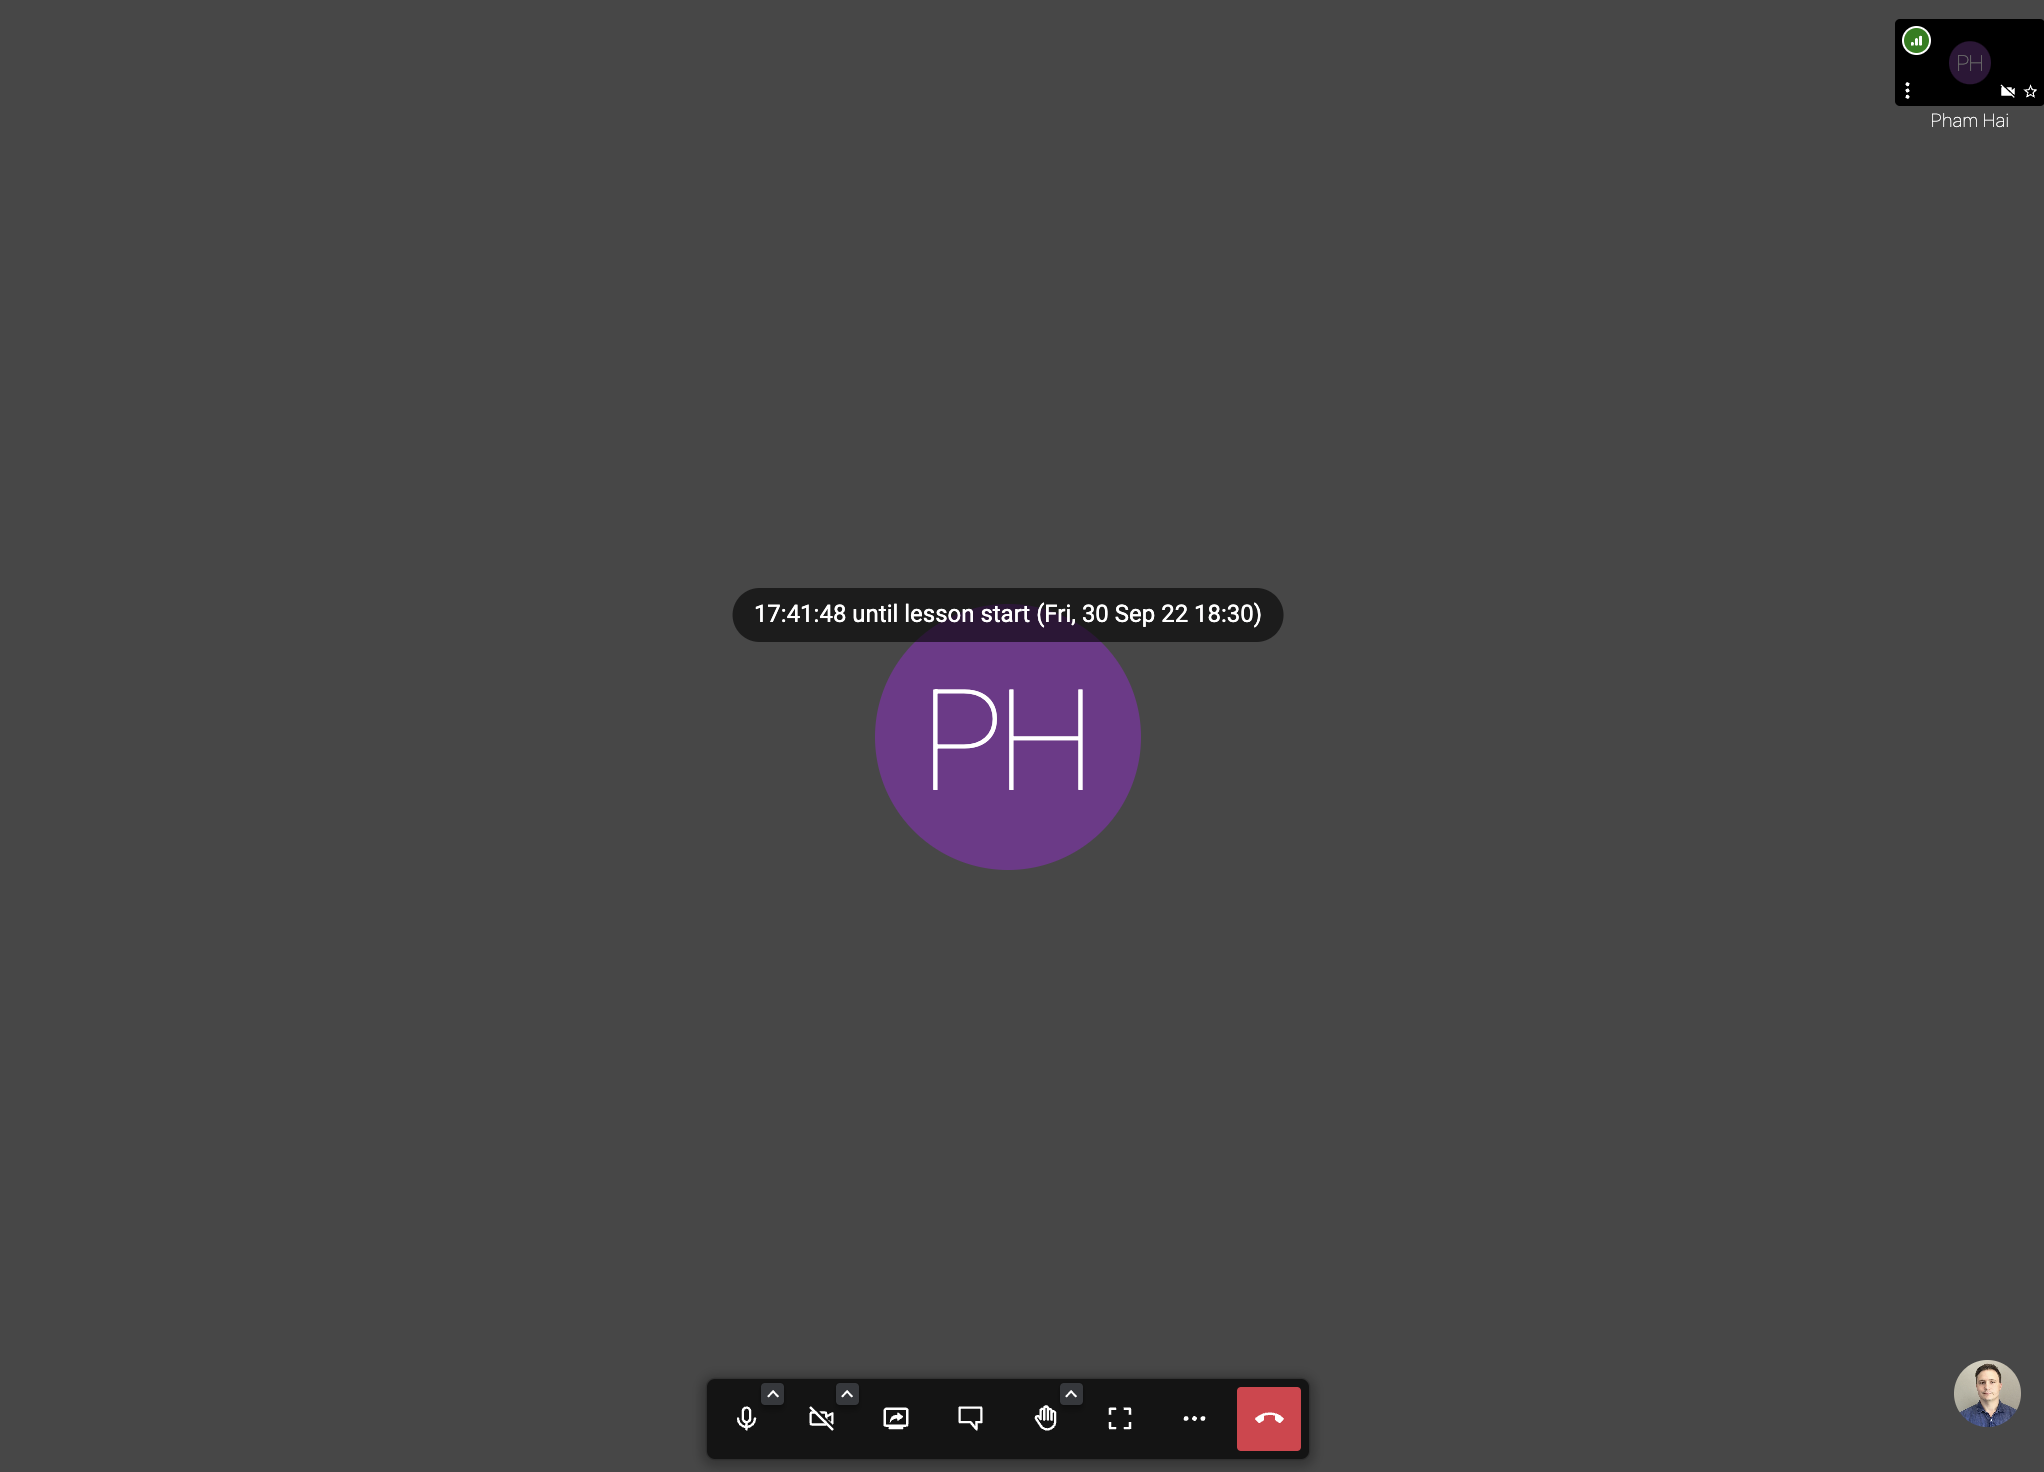 PH
Pham Hai
17:41:48 until lesson start (Fri, 30 Sep 22 18:30)
PH